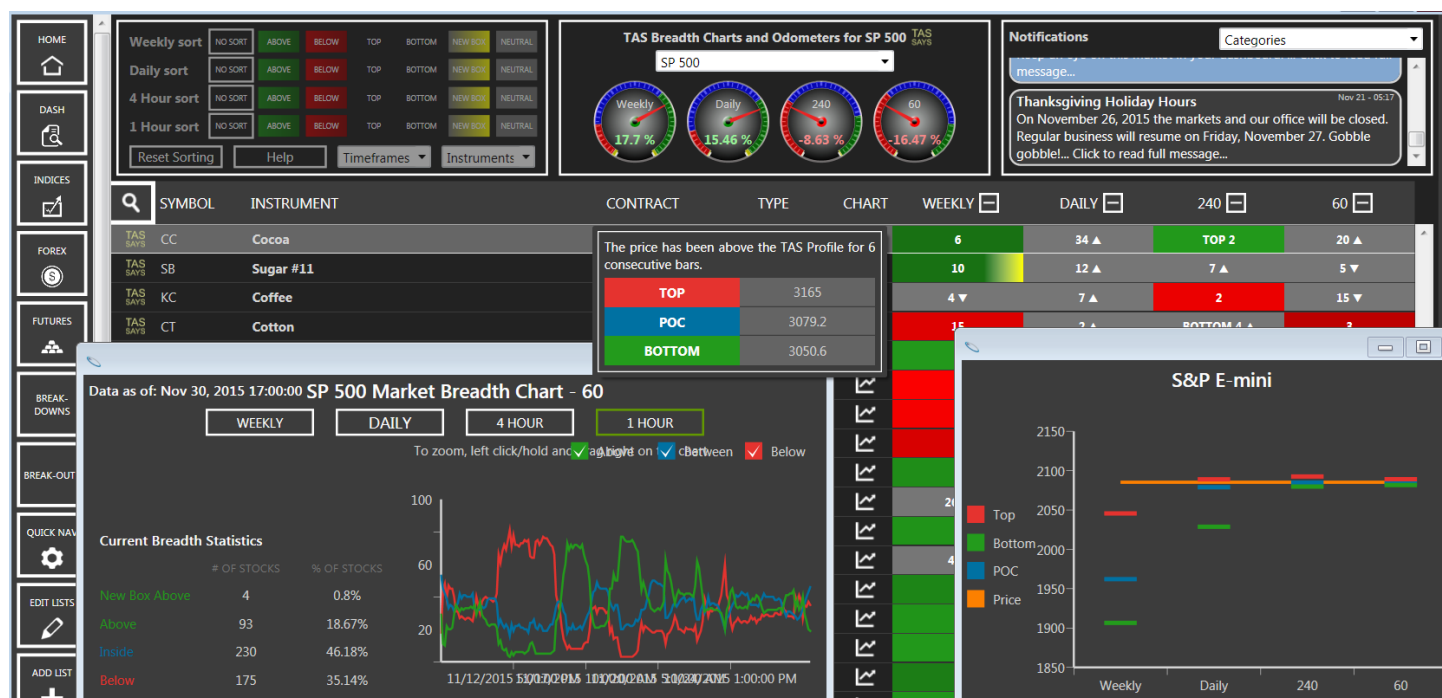 HOME
DASH
INDICES
FOREX
FUTURES
BREAK-
DOWNS
BREAK-OUT
QUICK NAV
EDIT LISTS
ADD LIST
Weekly sort NO SORT ABOVE BELOW TOP BOTTOM NEW BOX NEUTRAL
Daily sort NO SORT ABOVE BELOW TOP BOTTOM NEW BOX NEUTRAL
4 Hour sort NO SORT ABOVE BELOW TOP BOTTOM NEW BOX NEUTRAL
1 Hour sort NO SORT ABOVE BELOW TOP BOTTOM NEW BOX NEUTRAL
Reset Sorting Help Timeframes Instruments
TAS Breadth Charts and Odometers for SP 500 TAS SAYS
SP 500
Weekly Daily 240 60
17.7 % 15.46 % -8.63 % -16.47 %
Notifications Categories
message...
Thanksgiving Holiday Hours Nov 21 - 05:17
On November 26, 2015 the markets and our office will be closed.
Regular business will resume on Friday, November 27. Gobble
gobble!... Click to read full message...
SYMBOL INSTRUMENT CONTRACT TYPE CHART WEEKLY DAILY 240 60
TAS SAYS CC Cocoa 6 34 ▲ TOP 2 20 ▲
TAS SAYS SB Sugar #11 10 12 ▲ 7 ▲ 5 ▼
TAS SAYS KC Coffee 4 ▼ 7 ▲ 2 15 ▼
TAS SAYS CT Cotton 15 2 ▲ BOTTOM 4 ▲ 3
The price has been above the TAS Profile for 6
consecutive bars.
TOP 3165
POC 3079.2
BOTTOM 3050.6
Data as of: Nov 30, 2015 17:00:00 SP 500 Market Breadth Chart - 60
WEEKLY DAILY 4 HOUR 1 HOUR
To zoom, left click/hold and drag right on chart
Above Between Below
100
60
20
11/12/2015 1:00:00 PM
Current Breadth Statistics
# OF STOCKS % OF STOCKS
New Box Above 4 0.8%
Above 93 18.67%
Inside 230 46.18%
Below 175 35.14%
S&P E-mini
2150
2100
2050
2000
1950
1900
1850
Top
Bottom
POC
Price
Weekly Daily 240 60